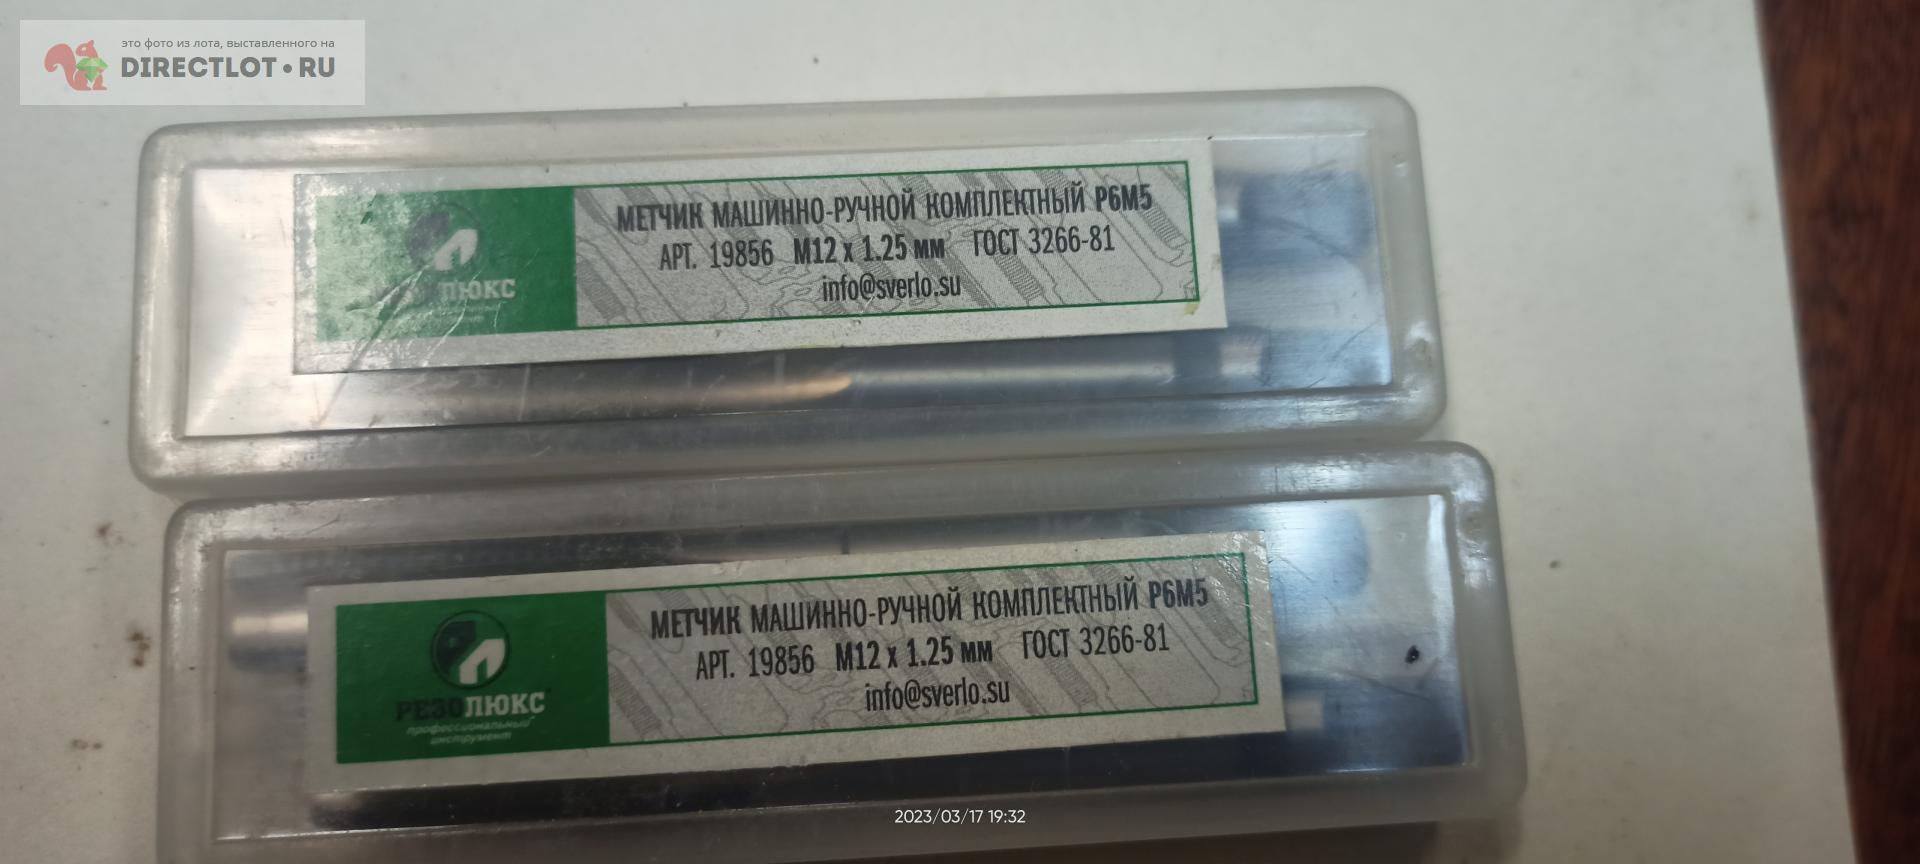 это фото из лота, выставленного на
DIRECTLOT•RU
МЕТЧИК МАШИННО-РУЧНОЙ КОМПЛЕКТНЫЙ Р6М5
АРТ. 19856 М12 х 1.25 мм ГОСТ 3266-81
info@sverlo.su
ЛЮКС
МЕТЧИК МАШИННО-РУЧНОЙ КОМПЛЕКТНЫЙ Р6М5
АРТ. 19856 М12 х 1.25 мм ГОСТ 3266-81
info@sverlo.su
РЕЗОЛЮКС
профессиональный
инструмент
2023/03/17 19:32